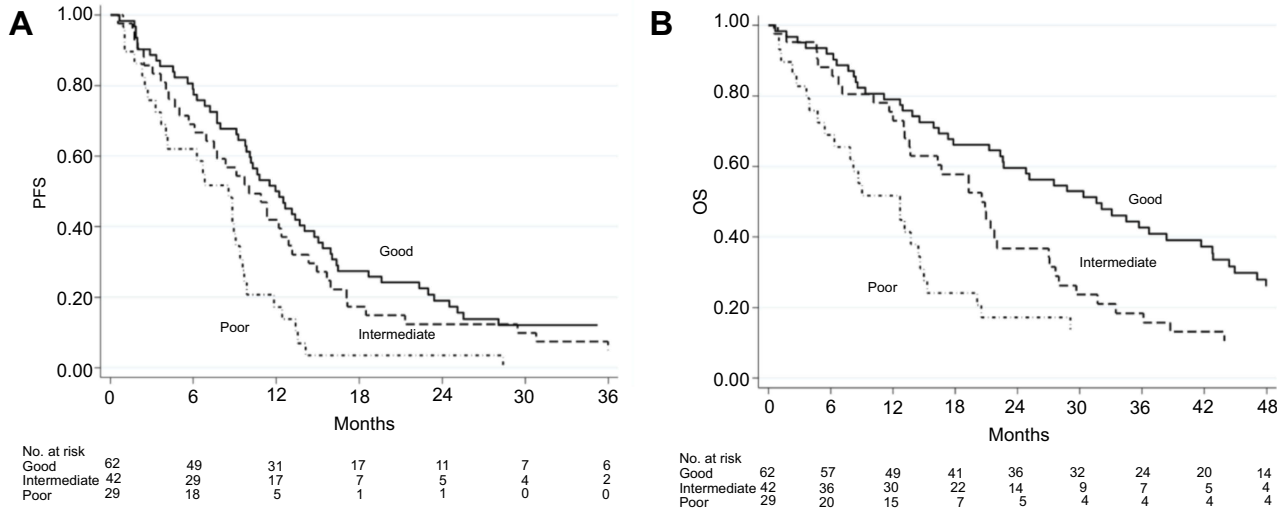 A
PFS
1.00
0.80
0.60
0.40
0.20
0.00
Good
Poor
Intermediate
0 6 12 18 24 30 36
Months
No. at risk
Good 62 49 31 17 11 7 6
Intermediate 42 29 17 7 5 4 2
Poor 29 18 5 1 1 0 0
B
OS
1.00
0.80
0.60
0.40
0.20
0.00
Good
Intermediate
Poor
0 6 12 18 24 30 36 42 48
Months
No. at risk
Good 62 57 49 41 36 32 24 20 14
Intermediate 42 36 30 22 14 9 7 5 4
Poor 29 20 15 7 5 4 4 4 4